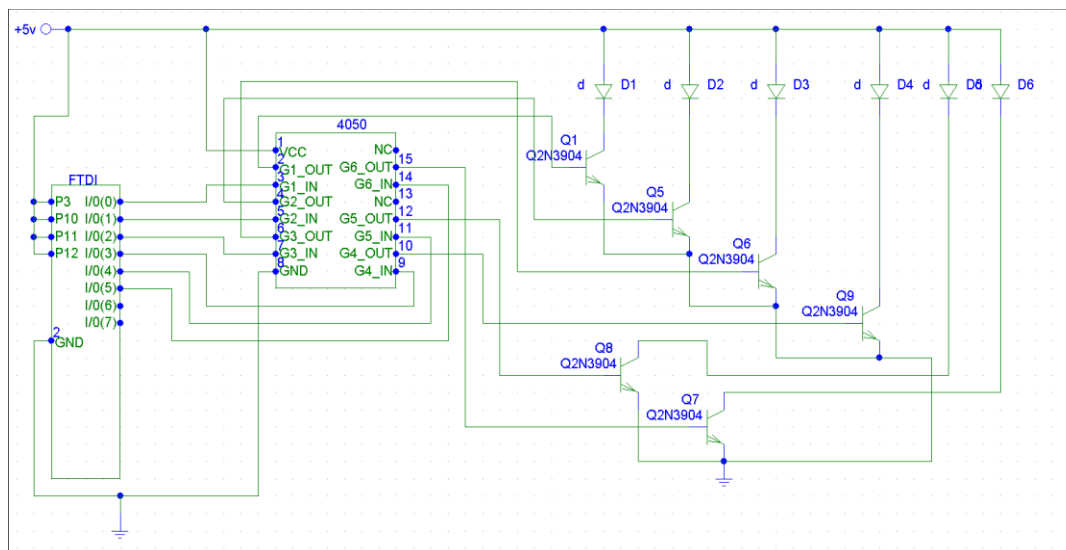 +5v
d D1
d D2
d D3
d D4
d D5
d D6
4050
1 VCC
2 G1_OUT
3 G1_IN
4 G2_OUT
5 G2_IN
6 G3_OUT
7 G3_IN
8 GND
NC
15 G6_OUT
14 G6_IN
13 NC
12 G5_OUT
11 G5_IN
10 G4_OUT
9 G4_IN
FTDI
P3 I/0(0)
P10 I/0(1)
P11 I/0(2)
P12 I/0(3)
I/0(4)
I/0(5)
I/0(6)
I/0(7)
2
GND
Q1
Q2N3904
Q5
Q2N3904
Q6
Q2N3904
Q9
Q2N3904
Q8
Q2N3904
Q7
Q2N3904